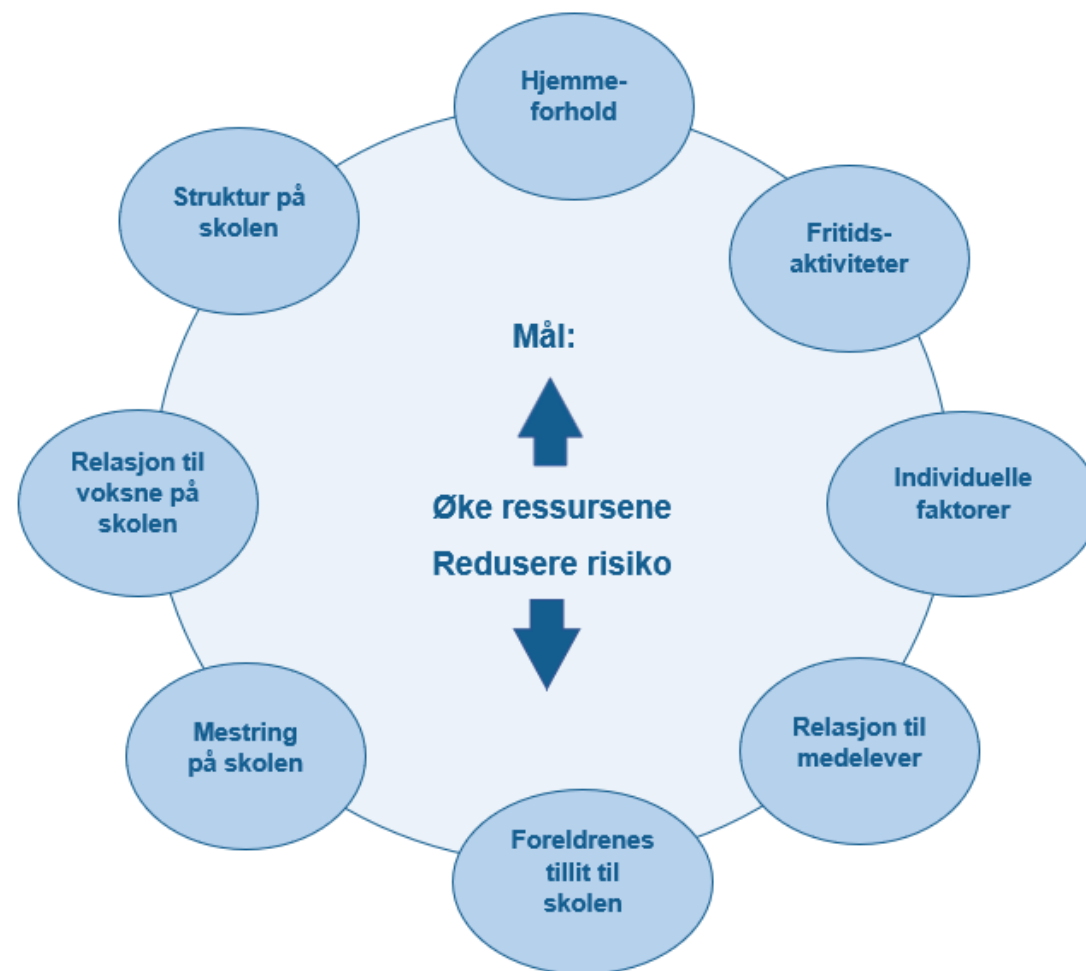 Hjemme-
forhold
Fritids-
aktiviteter
Individuelle
faktorer
Relasjon til
medelever
Foreldrenes
tillit til
skolen
Mestring
på skolen
Relasjon til
voksne på
skolen
Struktur på
skolen
Mål:
Øke ressursene
Redusere risiko